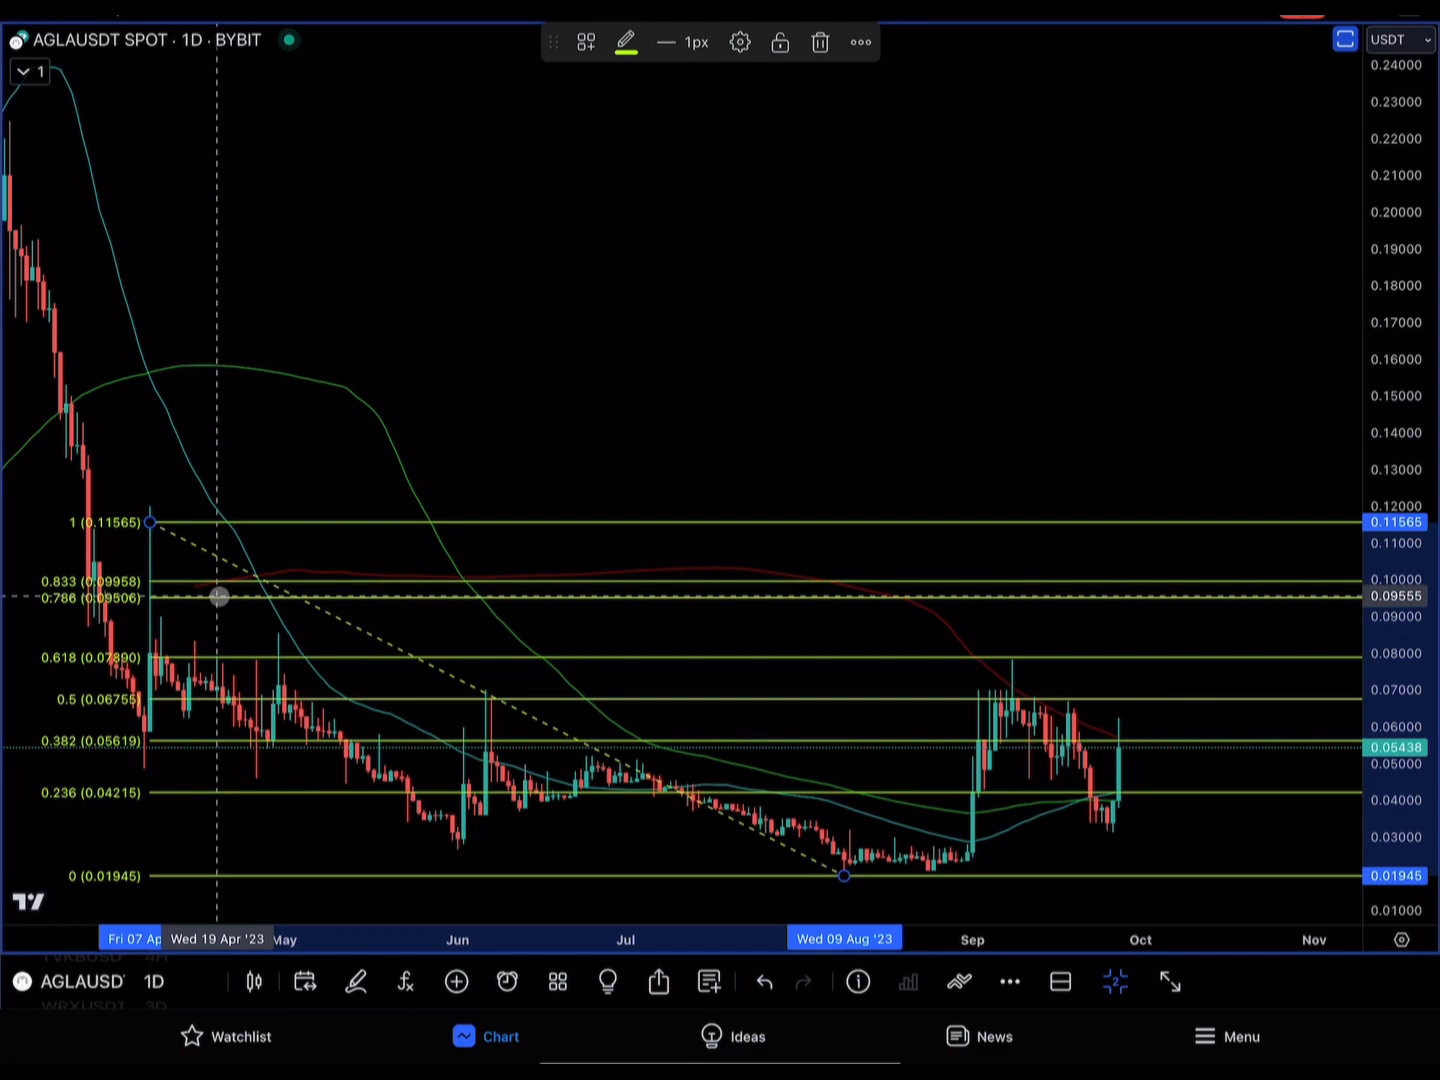 AGLAUSDT SPOT · 1D · BYBIT
1px
USDT
1
0.24000
0.23000
0.22000
0.21000
0.20000
0.19000
0.18000
0.17000
0.16000
0.15000
0.14000
0.13000
0.12000
0.11565
0.11000
0.10000
0.09555
0.09000
0.08000
0.07000
0.06000
0.05438
0.05000
0.04000
0.03000
0.01945
0.01000
1 (0.11565)
0.833 (0.09958)
0.786 (0.09506)
0.618 (0.07890)
0.5 (0.06755)
0.382 (0.05619)
0.236 (0.04215)
0 (0.01945)
Fri 07 Ap
Wed 19 Apr '23
May
Jun
Jul
Wed 09 Aug '23
Sep
Oct
Nov
TVKBUSD 4H
AGLAUSD 1D
WRXUSDT 3D
2
Watchlist
Chart
Ideas
News
Menu